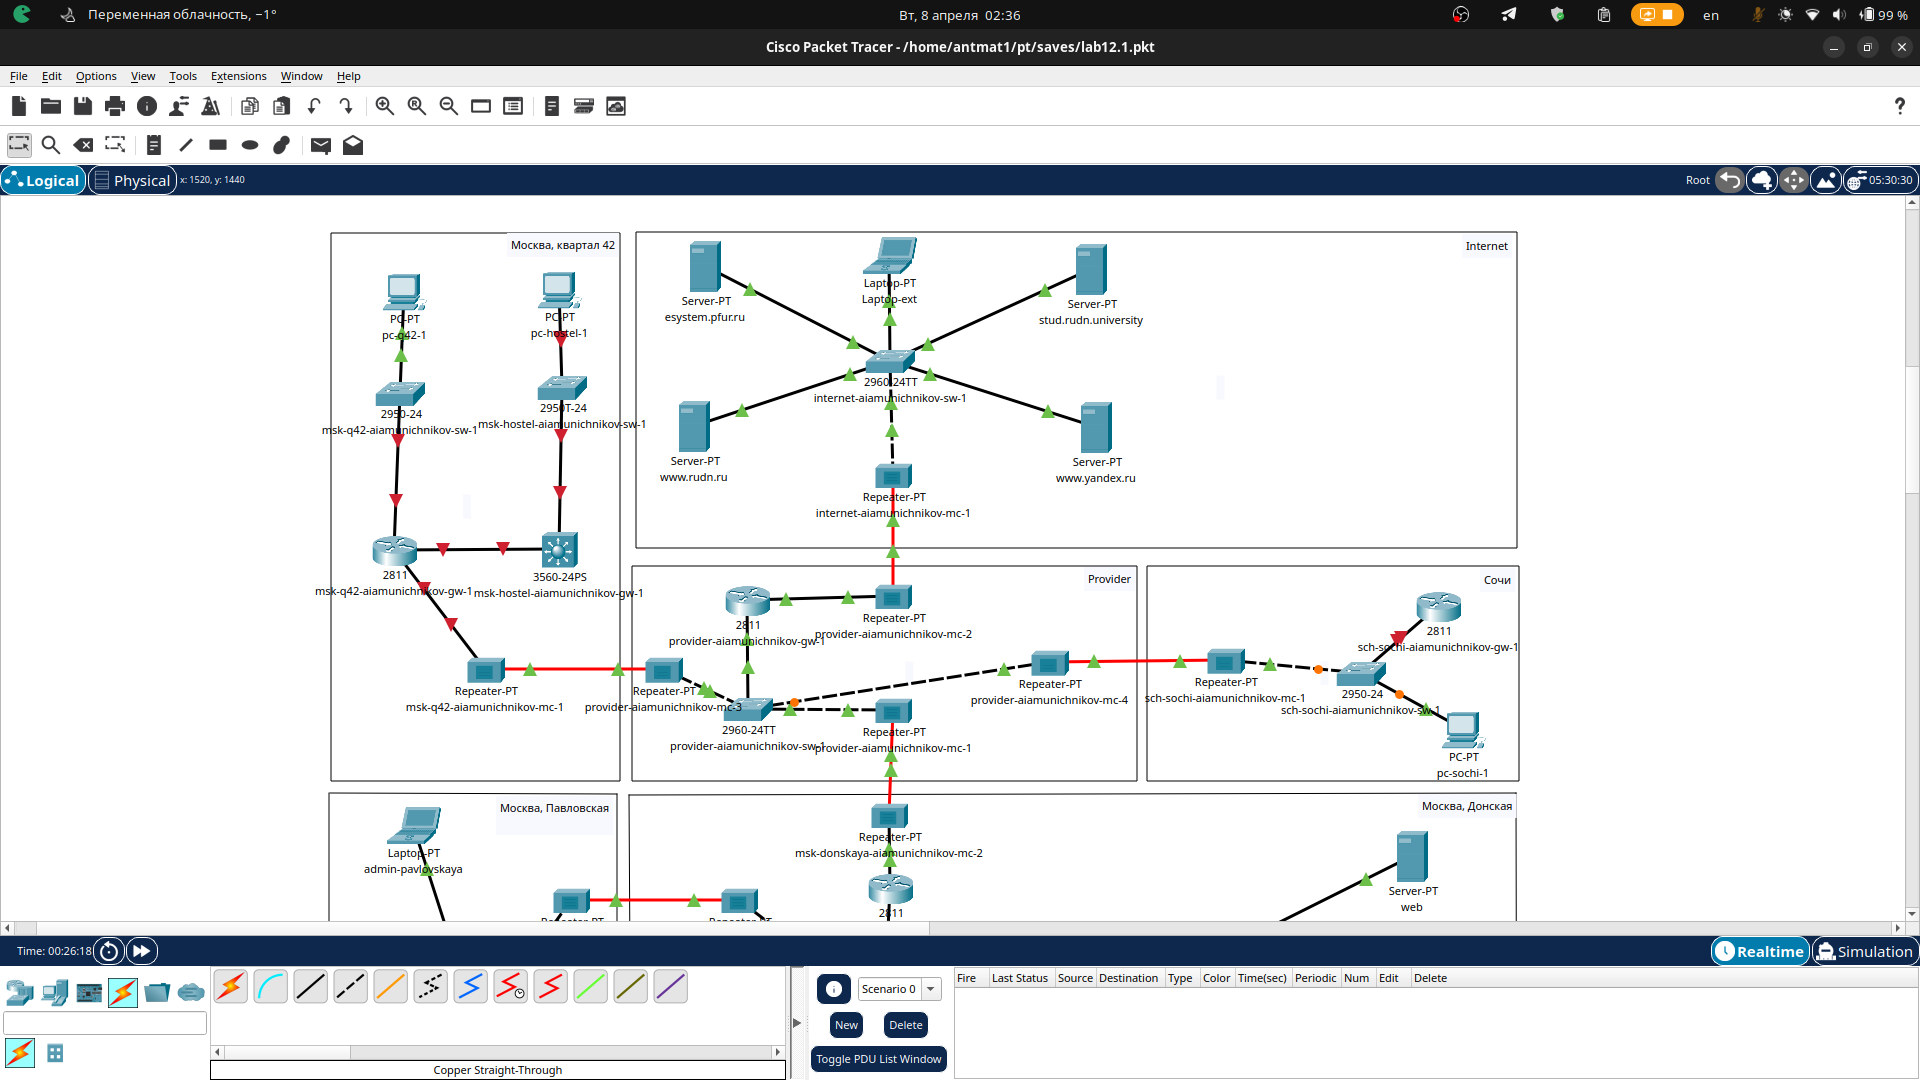 Переменная облачность, −1°
Вт, 8 апреля 02:36
en
99 %
Cisco Packet Tracer - /home/antmat1/pt/saves/lab12.1.pkt
File Edit Options View Tools Extensions Window Help
Logical
Physical
x: 1520, y: 1440
Root
05:30:30
Москва, квартал 42
PC-PT
pc-q42-1
PC-PT
pc-hostel-1
2950-24
msk-q42-aiamunichnikov-sw-1
2950T-24
msk-hostel-aiamunichnikov-sw-1
2811
msk-q42-aiamunichnikov-gw-1
3560-24PS
msk-hostel-aiamunichnikov-gw-1
Repeater-PT
msk-q42-aiamunichnikov-mc-1
Internet
Server-PT
esystem.pfur.ru
Laptop-PT
Laptop-ext
Server-PT
stud.rudn.university
2960-24TT
internet-aiamunichnikov-sw-1
Server-PT
www.rudn.ru
Server-PT
www.yandex.ru
Repeater-PT
internet-aiamunichnikov-mc-1
Provider
2811
provider-aiamunichnikov-gw-1
Repeater-PT
provider-aiamunichnikov-mc-2
Repeater-PT
provider-aiamunichnikov-mc-3
Repeater-PT
provider-aiamunichnikov-mc-4
2960-24TT
provider-aiamunichnikov-sw-1
Repeater-PT
provider-aiamunichnikov-mc-1
Сочи
2811
sch-sochi-aiamunichnikov-gw-1
Repeater-PT
sch-sochi-aiamunichnikov-mc-1
2950-24
sch-sochi-aiamunichnikov-sw-1
PC-PT
pc-sochi-1
Москва, Павловская
Laptop-PT
admin-pavlovskaya
Repeater-PT
Москва, Донская
Repeater-PT
msk-donskaya-aiamunichnikov-mc-2
Repeater-PT
2811
Server-PT
web
Time: 00:26:18
Realtime
Simulation
Scenario 0
New
Delete
Toggle PDU List Window
Fire Last Status Source Destination Type Color Time(sec) Periodic Num Edit Delete
Copper Straight-Through